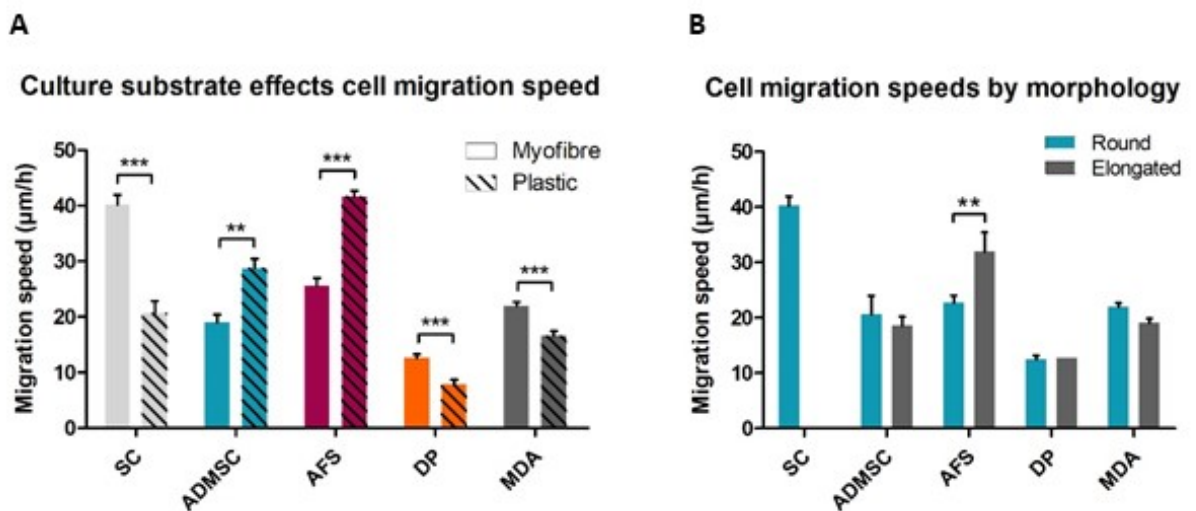 A
Culture substrate effects cell migration speed
Migration speed (µm/h)
50
40
30
20
10
0
Myofibre
Plastic
***
**
***
***
***
SC
ADMSC
AFS
DP
MDA
B
Cell migration speeds by morphology
Migration speed (µm/h)
50
40
30
20
10
0
Round
Elongated
**
SC
ADMSC
AFS
DP
MDA